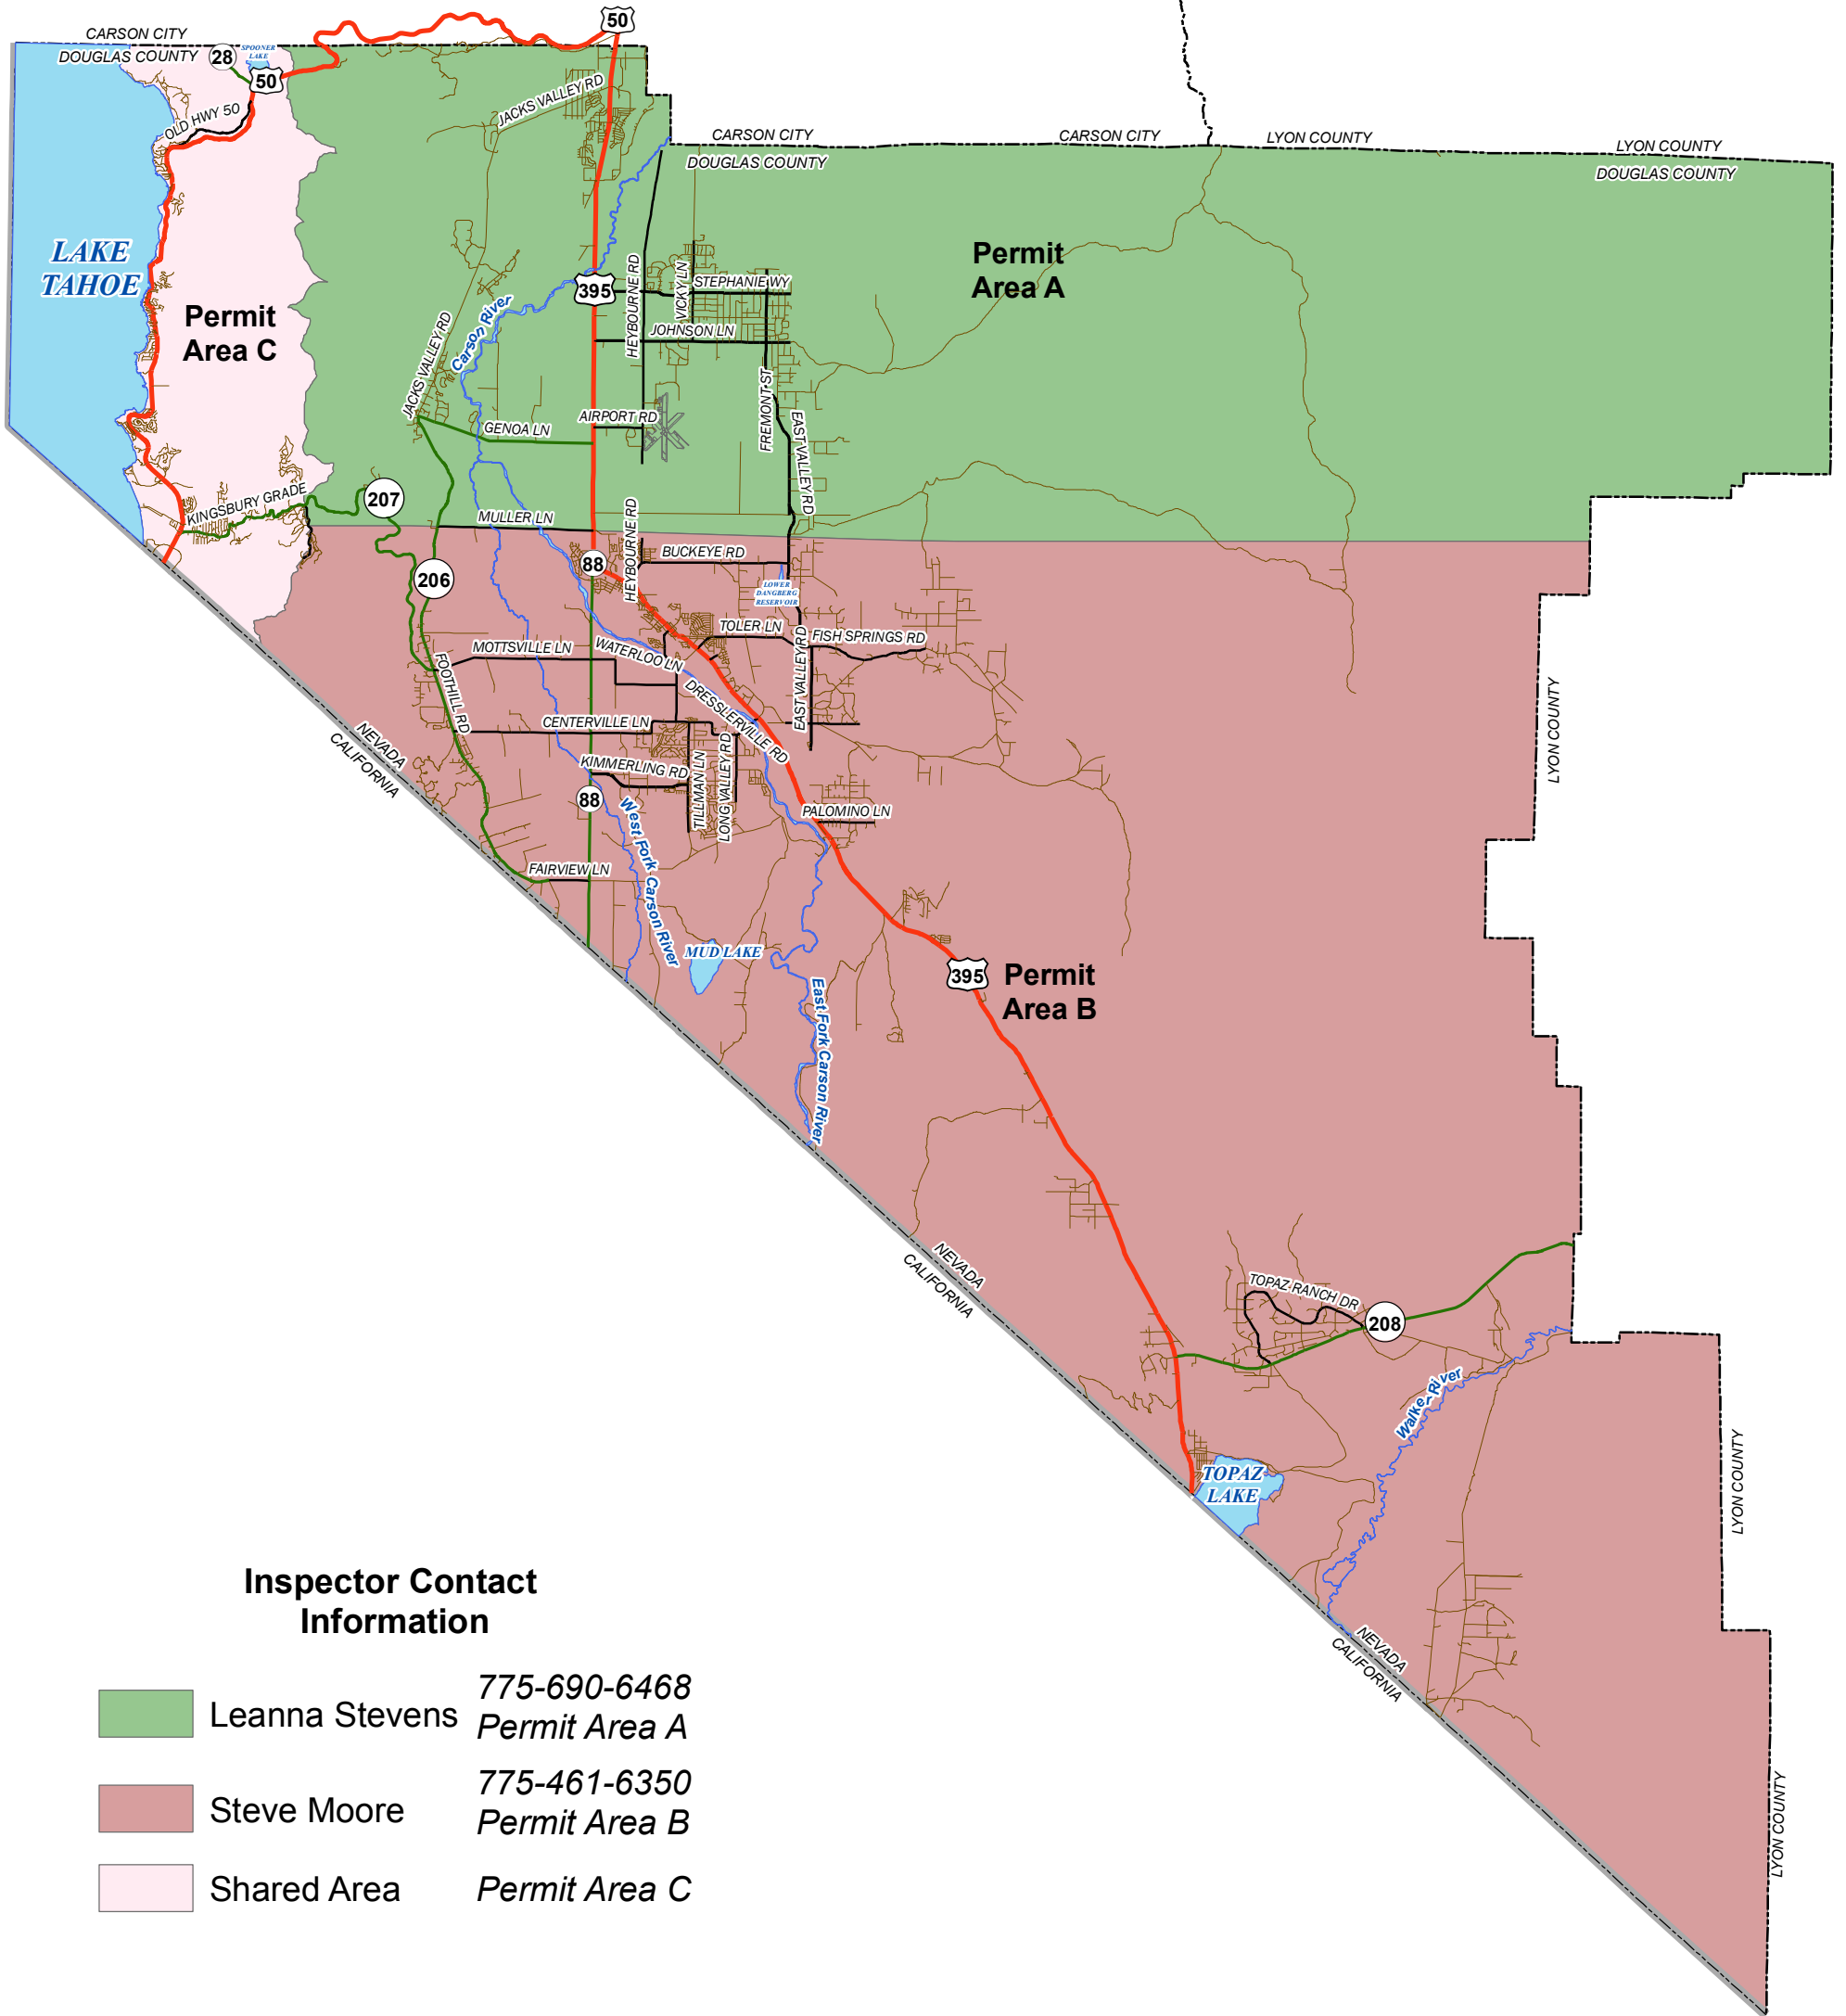 50
CARSON CITY
DOUGLAS COUNTY
28
SPOONER
LAKE
50
OLD HWY 50
JACKS VALLEY RD
CARSON CITY
DOUGLAS COUNTY
CARSON CITY
LYON COUNTY
LYON COUNTY
DOUGLAS COUNTY
LAKE
TAHOE
Permit
Area C
Permit
Area A
395
HEYBOURNE RD
VICKY LN
STEPHANIE WY
JOHNSON LN
Carson River
JACKS VALLEY RD
FREMONT ST
AIRPORT RD
GENOA LN
EAST VALLEY RD
KINGSBURY GRADE
207
MULLER LN
HEYBOURNE RD
BUCKEYE RD
88
206
LOWER
DANGBERG
RESERVOIR
TOLER LN
FISH SPRINGS RD
MOTTSVILLE LN
WATERLOO LN
FOOTHILL RD
DRESSLERVILLE RD
EAST VALLEY RD
CENTERVILLE LN
NEVADA
CALIFORNIA
LYON COUNTY
KIMMERLING RD
TILLMAN LN
LONG VALLEY RD
88
PALOMINO LN
West Fork Carson River
FAIRVIEW LN
MUD LAKE
395
Permit
Area B
East Fork Carson River
NEVADA
CALIFORNIA
TOPAZ RANCH DR
208
Walker River
TOPAZ
LAKE
LYON COUNTY
NEVADA
CALIFORNIA
LYON COUNTY
Inspector Contact
Information
Leanna Stevens
775-690-6468
Permit Area A
Steve Moore
775-461-6350
Permit Area B
Shared Area
Permit Area C